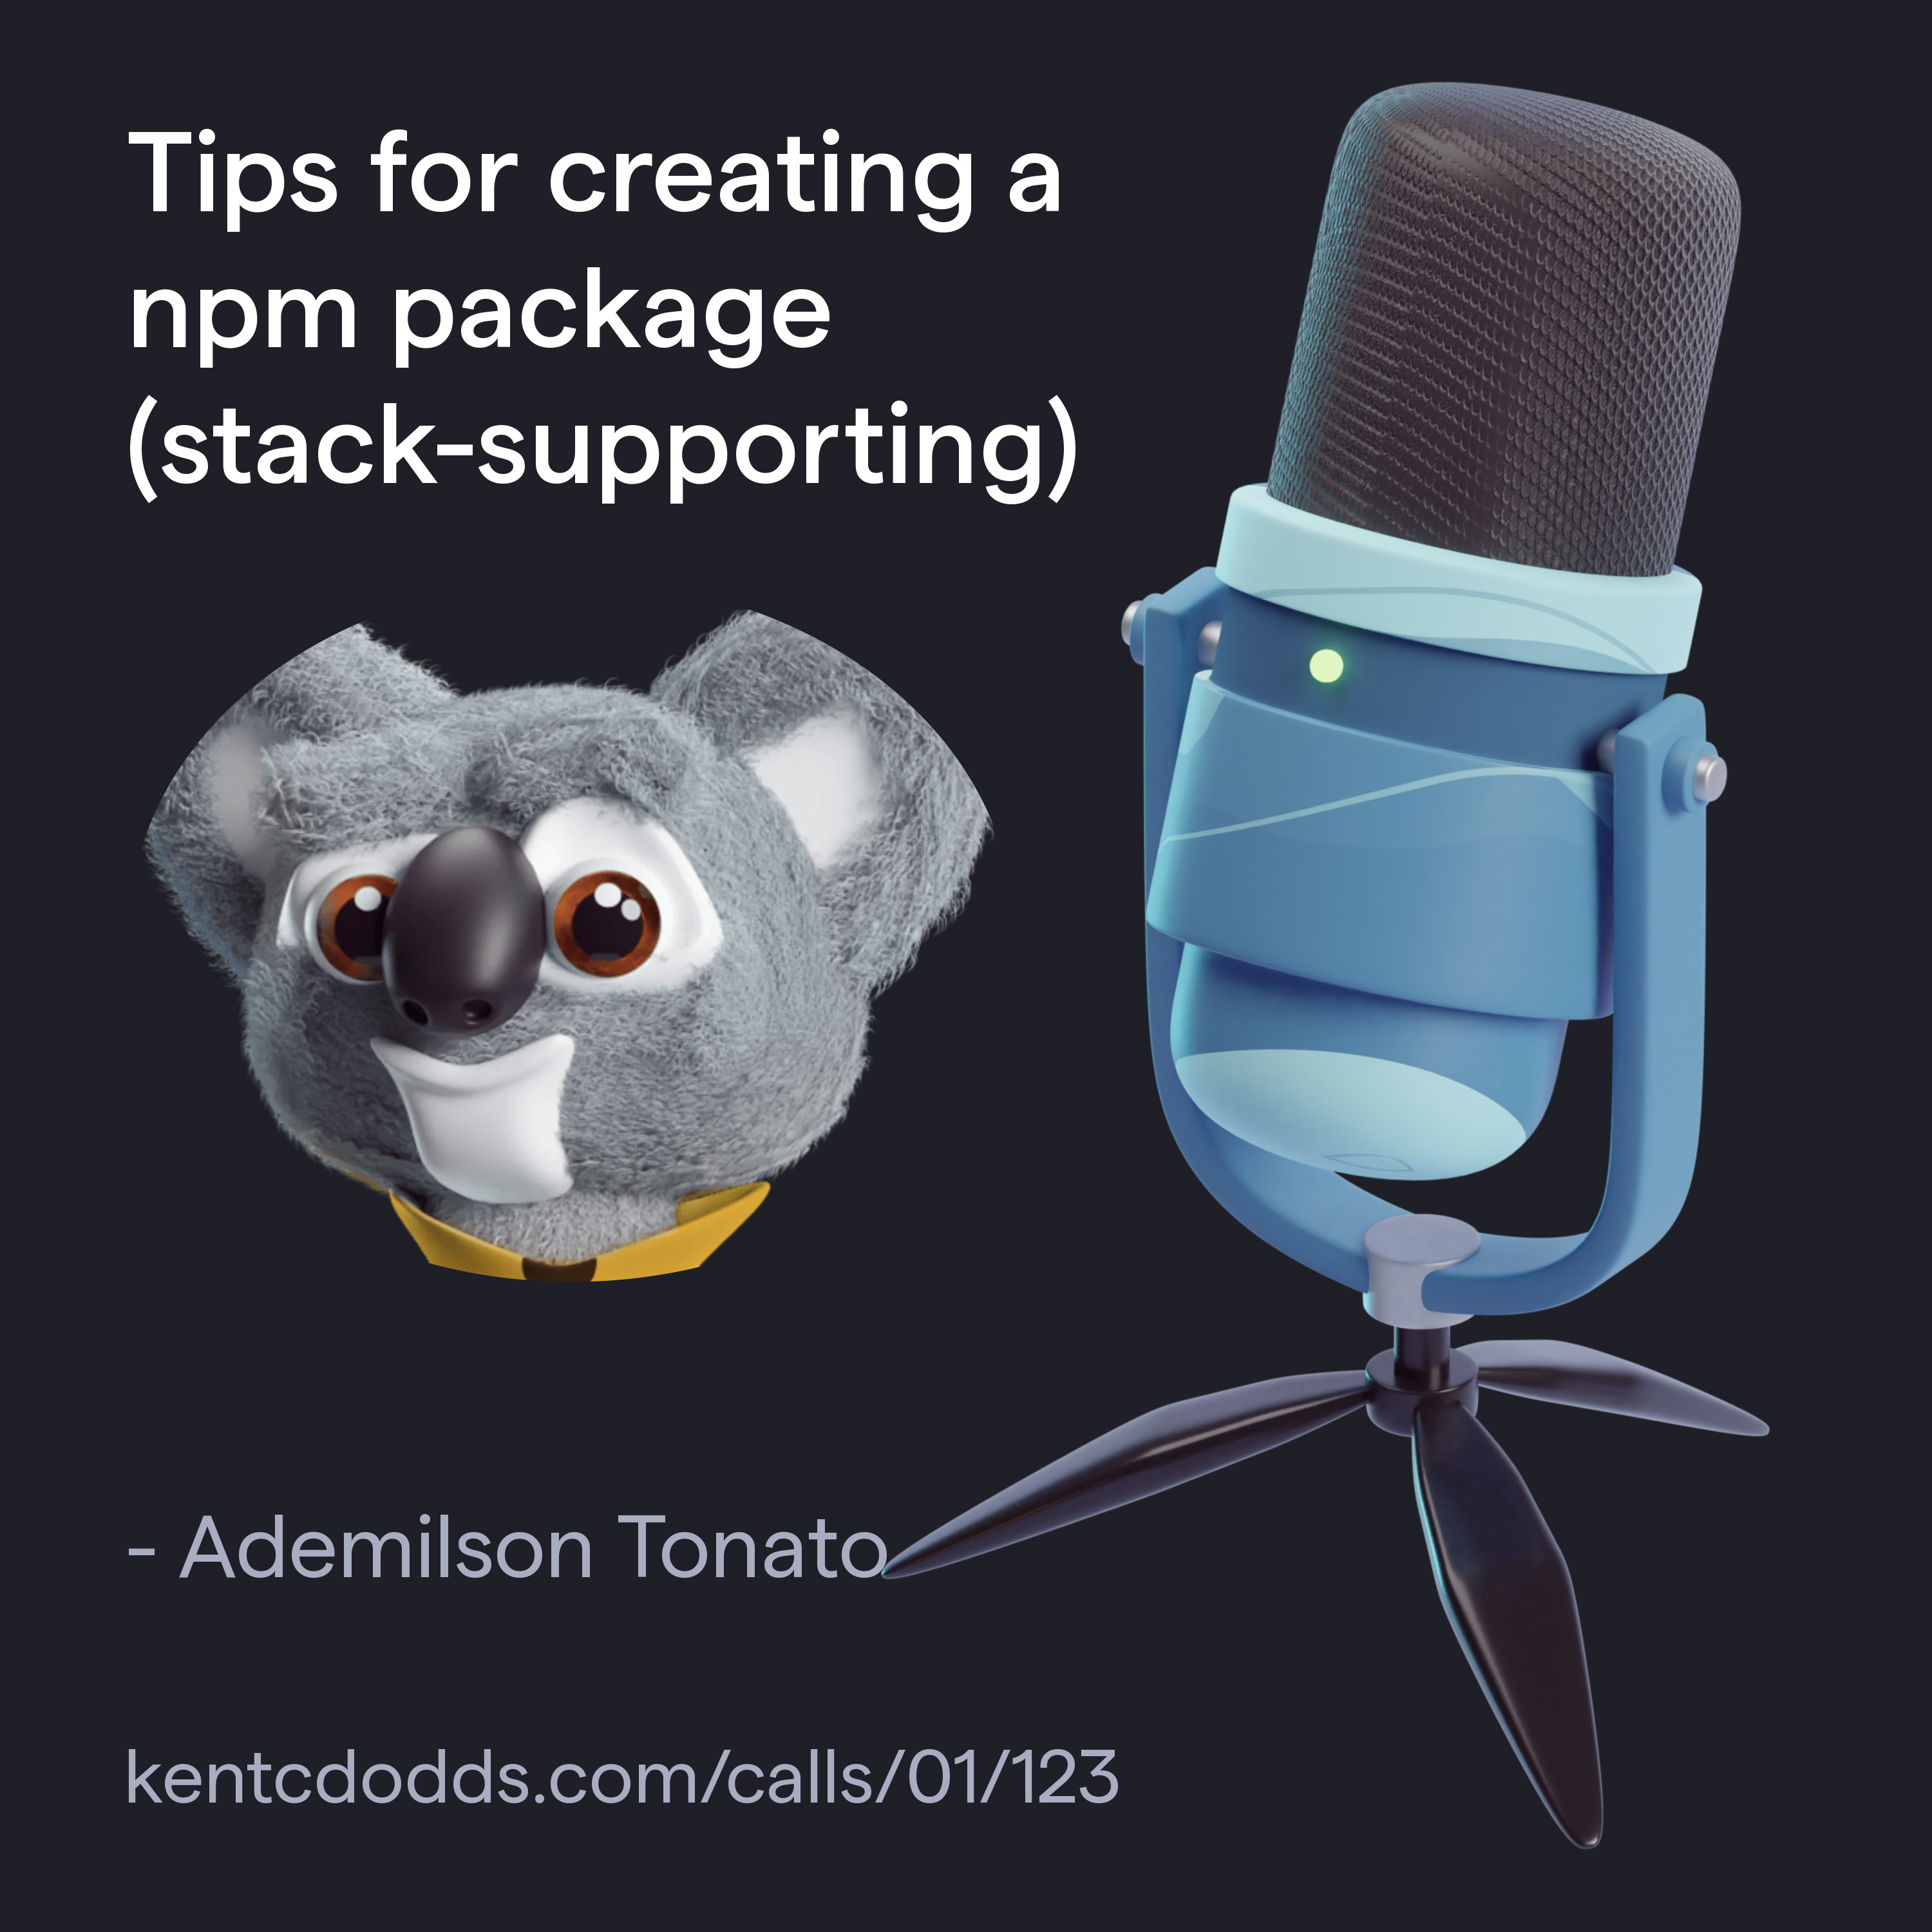 Tips for creating a
npm package
(stack-supporting)
- Ademilson Tonato
kentcdodds.com/calls/01/123